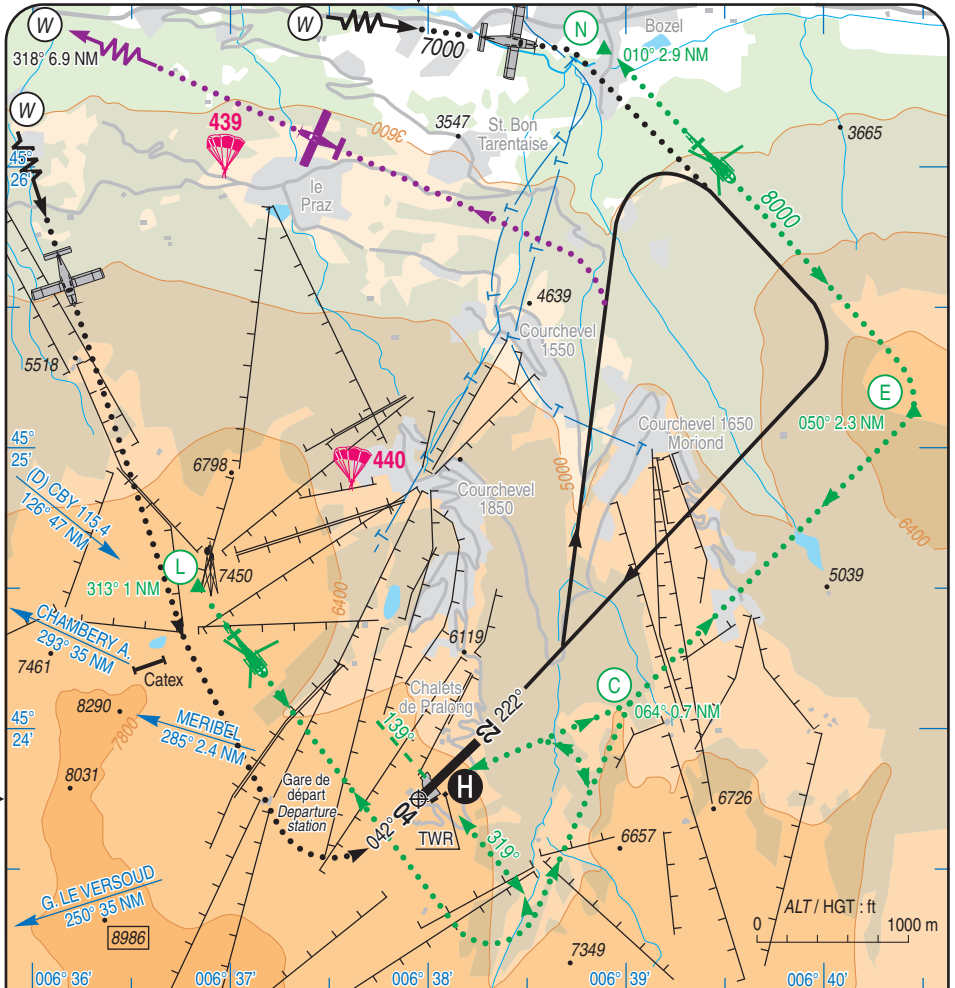 W
W
N
Bozel
318° 6.9 NM
7000
010° 2.9 NM
W
439
3600
3547
St. Bon
Tarentaise
3665
45°
26'
le
Praz
8000
4639
Courchevel
1550
5518
E
050° 2.3 NM
Courchevel 1650
Moriond
45°
25'
6798
440
5000
(D) CBY 115.4
126° 47 NM
Courchevel
1850
6400
L
7450
313° 1 NM
6400
5039
CHAMBERY A.
293° 35 NM
7461
6119
Catex
Chalets
de Pralong
C
064° 0.7 NM
8290
7800
MERIBEL
285° 2.4 NM
45°
24'
139°
22
222°
8031
Gare de
départ
Departure
station
H
04
042°
TWR
319°
6726
6657
G. LE VERSOUD
250° 35 NM
8986
7349
ALT / HGT : ft
0
1000 m
006° 36'
006° 37'
006° 38'
006° 39'
006° 40'